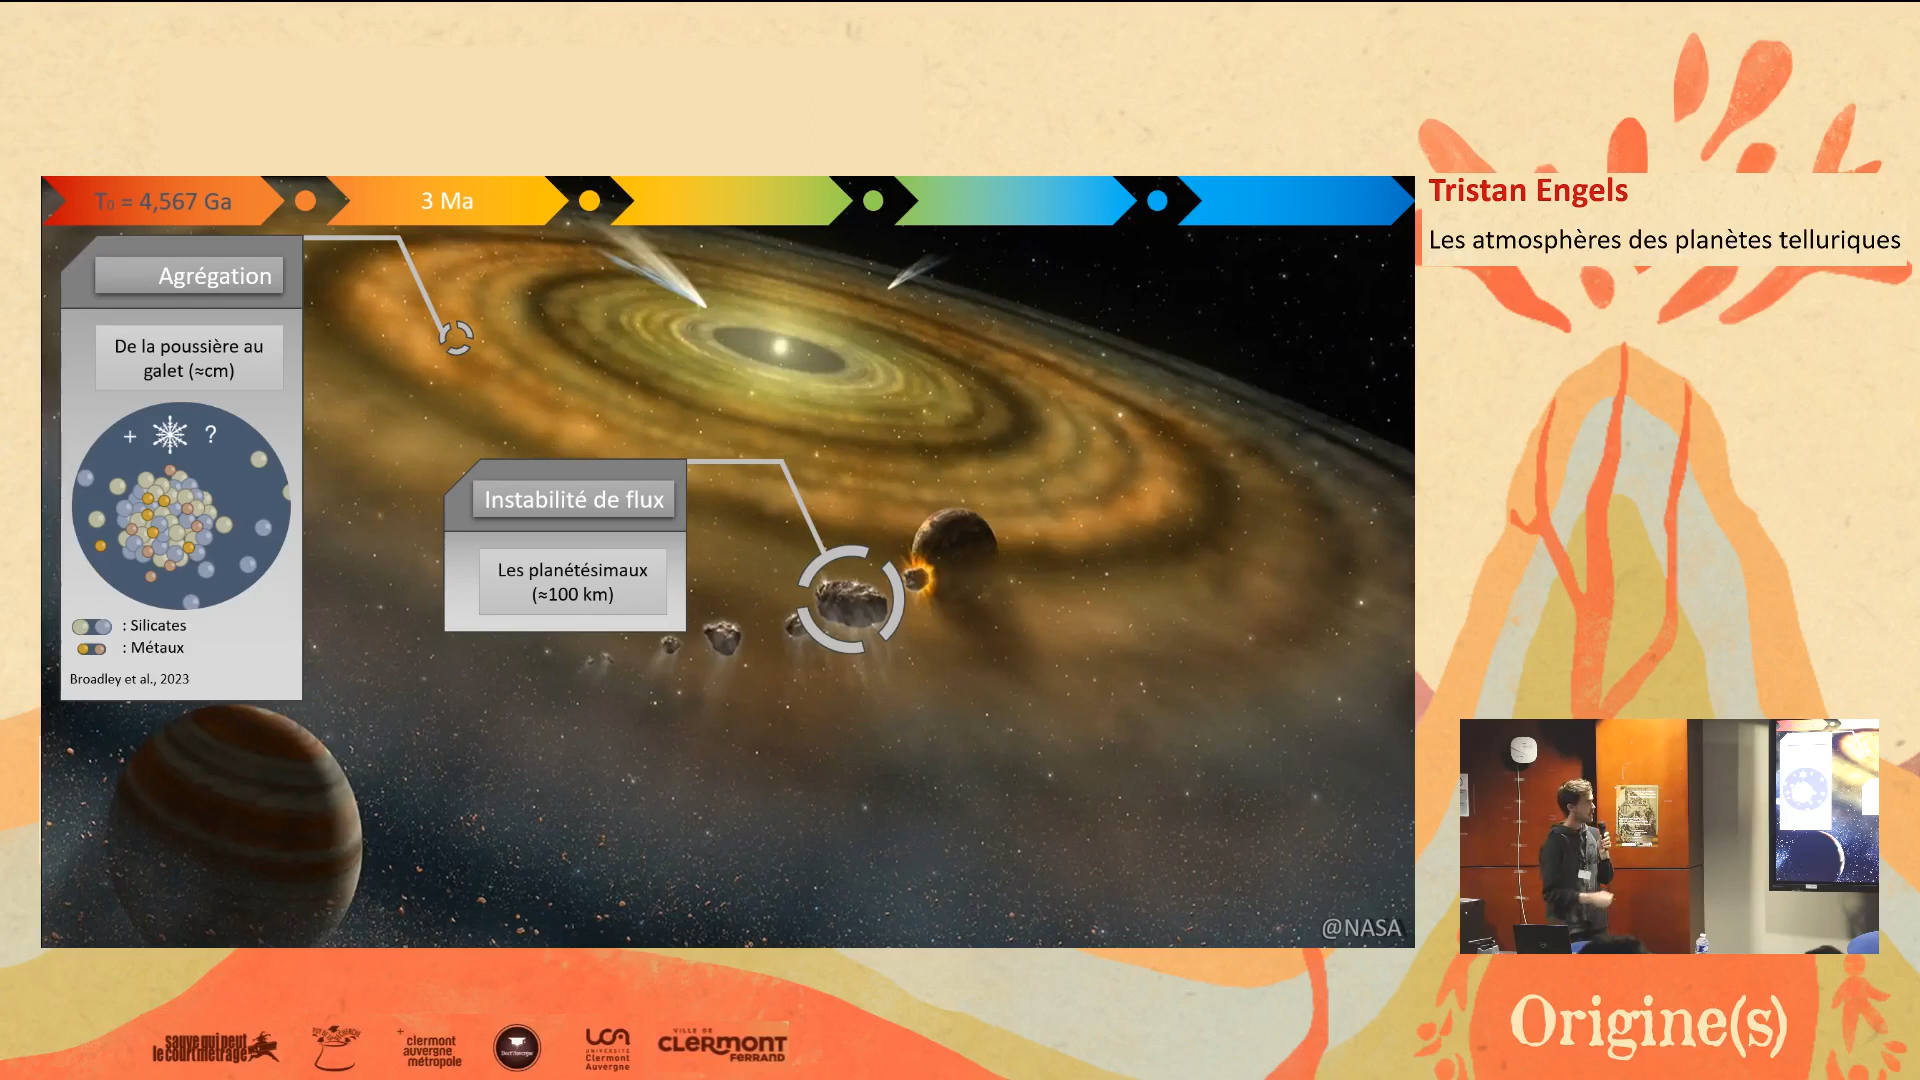 T₀ = 4,567 Ga
3 Ma
Agrégation
De la poussière au
galet (≈cm)
+ ?
: Silicates
: Métaux
Broadley et al., 2023
Instabilité de flux
Les planétésimaux
(≈100 km)
@NASA
Tristan Engels
Les atmosphères des planètes telluriques
Origine(s)
sauve qui peut
le court métrage
+
clermont
auvergne
métropole
UCA
UNIVERSITÉ
Clermont
Auvergne
VILLE DE
CLERMONT
FERRAND